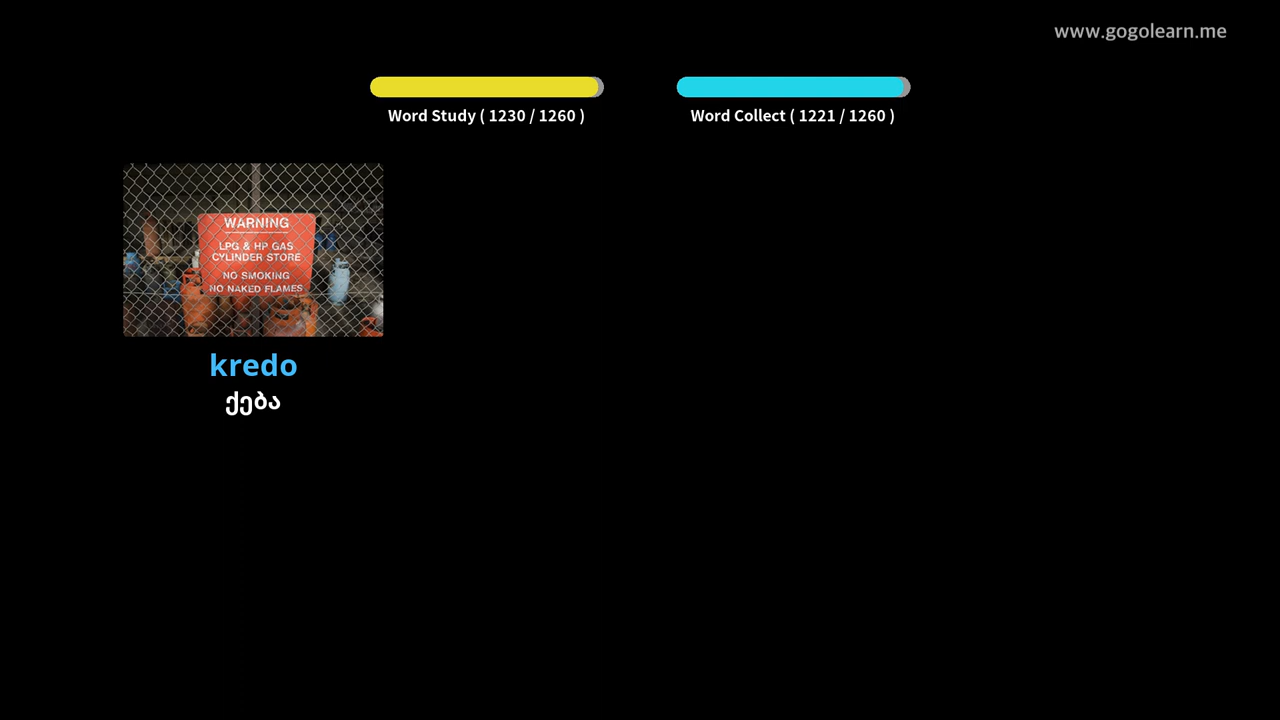 www.gogolearn.me
Word Study ( 1230 / 1260 )
Word Collect ( 1221 / 1260 )
WARNING
LPG & HP GAS
CYLINDER STORE
NO SMOKING
NO NAKED FLAMES
kredo
ქება